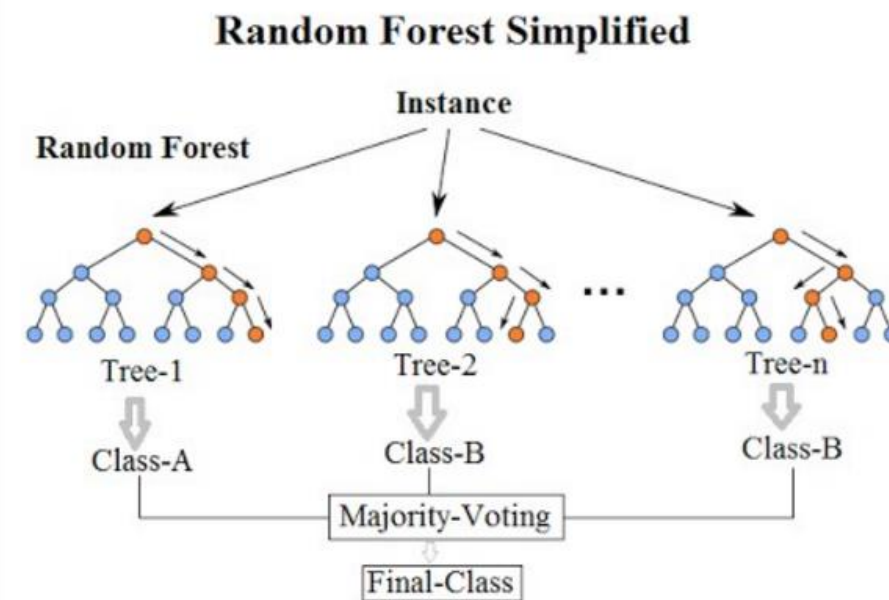 Random Forest Simplified
Instance
Random Forest
...
Tree-1
Tree-2
Tree-n
Class-A
Class-B
Class-B
Majority-Voting
Final-Class